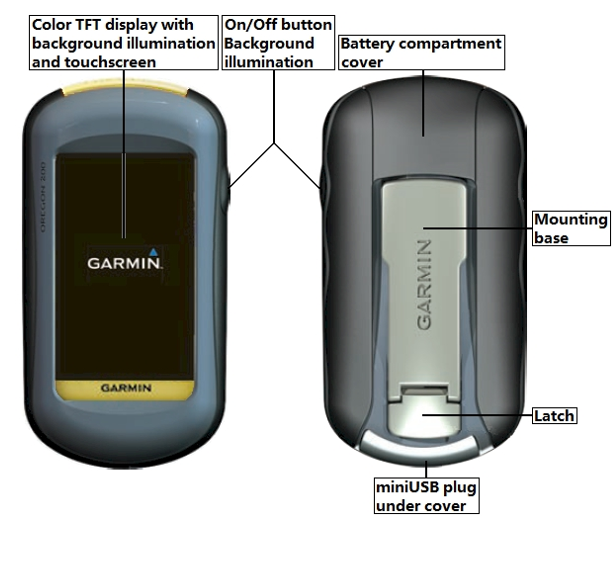 Color TFT display with
background illumination
and touchscreen
On/Off button
Background
illumination
Battery compartment
cover
OREGON 200
GARMIN
GARMIN
GARMIN
Mounting
base
Latch
miniUSB plug
under cover